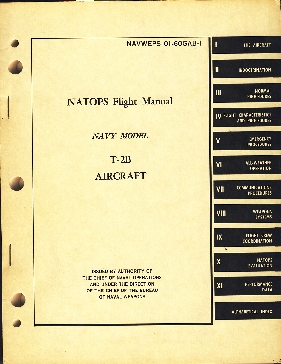 NAVWEPS 01-60GAB-1
NATOPS Flight Manual
NAVY MODEL
T-2B
AIRCRAFT
ISSUED BY AUTHORITY OF
THE CHIEF OF NAVAL OPERATIONS
AND UNDER THE DIRECTION
OF THE CHIEF OF THE BUREAU
OF NAVAL WEAPONS
I THE AIRCRAFT
II INDOCTRINATION
III NORMAL
PROCEDURES
IV FLIGHT CHARACTERISTICS
AND PROCEDURES
V EMERGENCY
PROCEDURES
VI ALL-WEATHER
OPERATION
VII COMMUNICATIONS
PROCEDURES
VIII WEAPONS
SYSTEMS
IX FLIGHT CREW
COORDINATION
X NATOPS
EVALUATION
XI PERFORMANCE
DATA
ALPHABETICAL INDEX